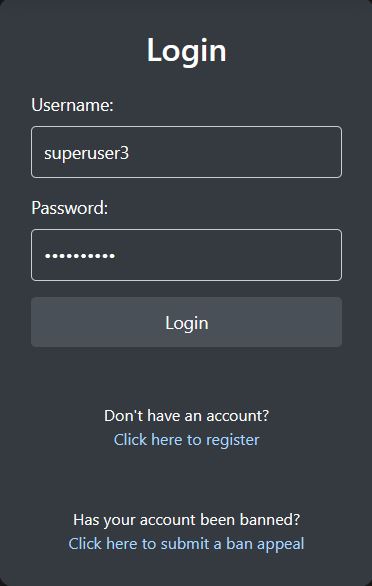 Login
Username:
superuser3
Password:
••••••••••
Login
Don't have an account?
Click here to register
Has your account been banned?
Click here to submit a ban appeal